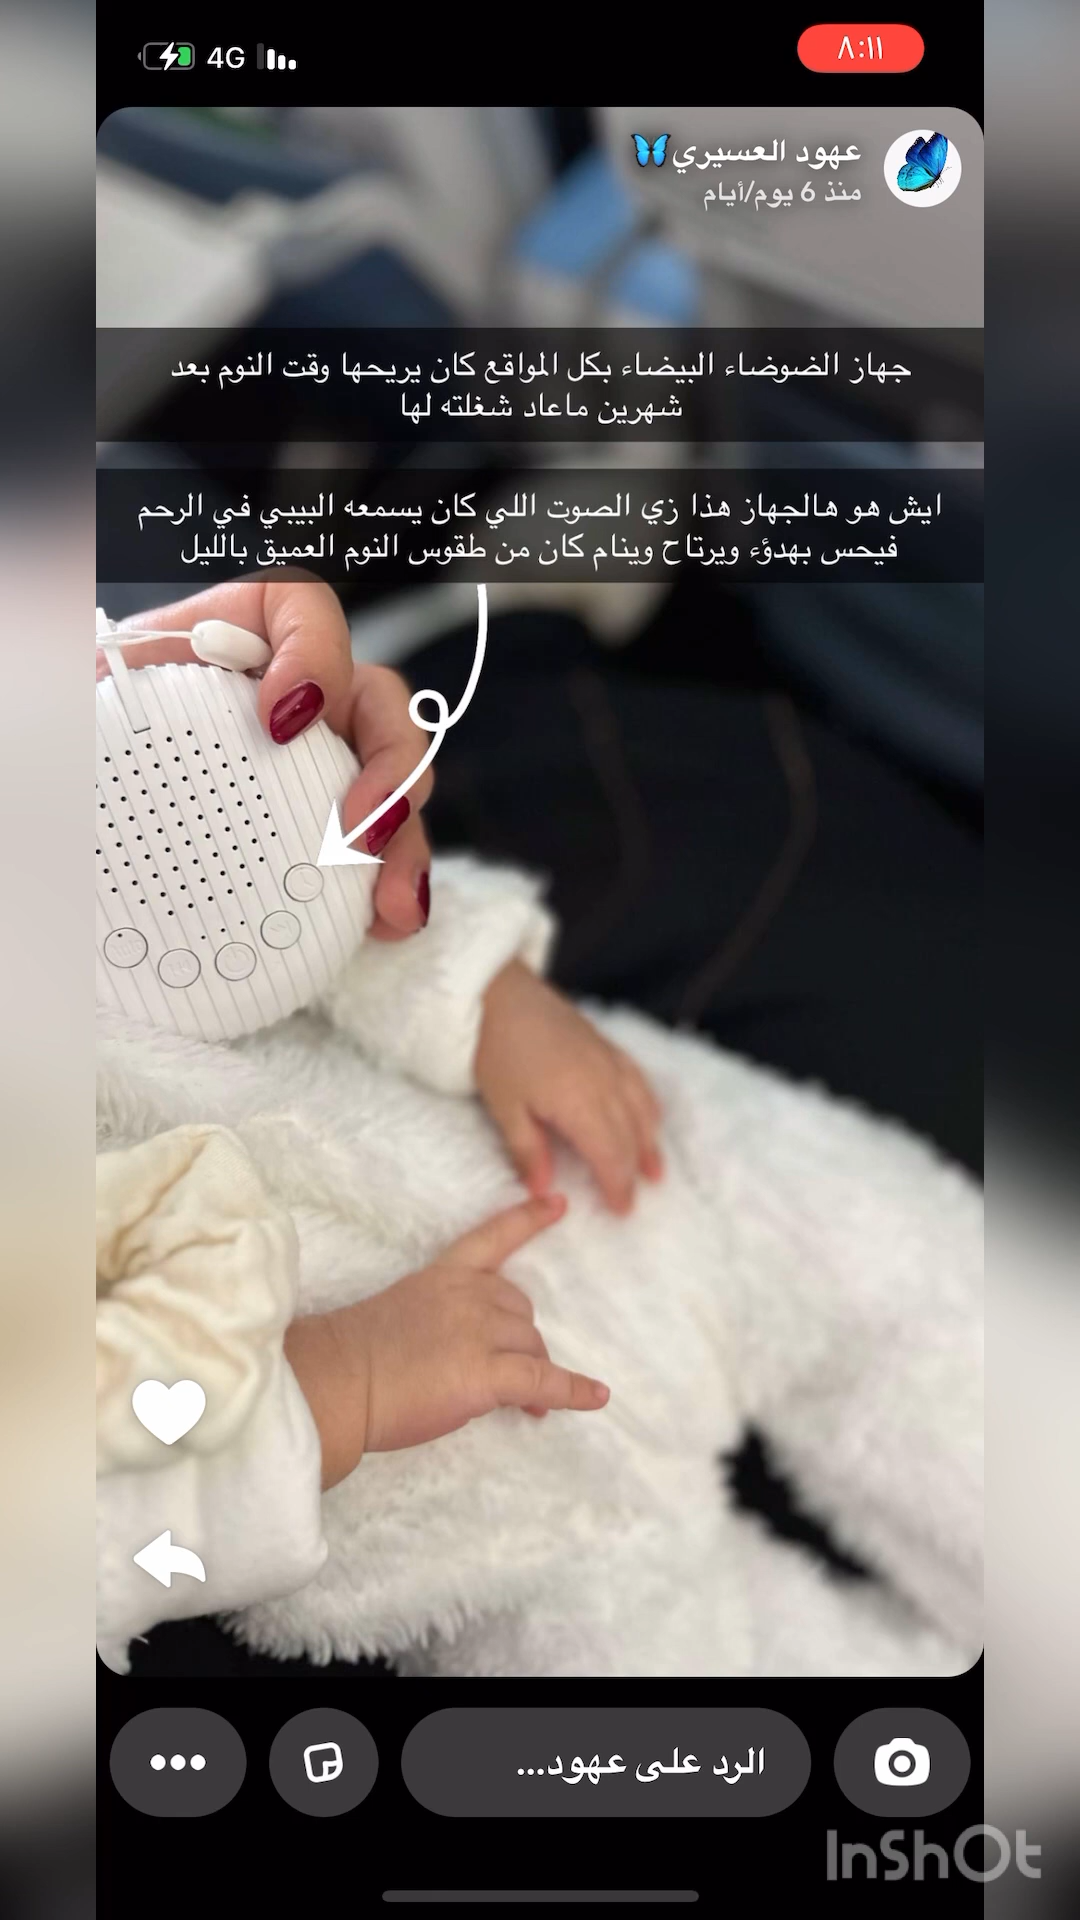 4G
٨:١١
عهود العسيري🦋
منذ 6 يوم/أيام
جهاز الضوضاء البيضاء بكل المواقع كان يريحها وقت النوم بعد
شهرين ماعاد شغلته لها
ايش هو هالجهاز هذا زي الصوت اللي كان يسمعه البيبي في الرحم
فيحس بهدؤء ويرتاح وينام كان من طقوس النوم العميق بالليل
الرد على عهود...
InShOt